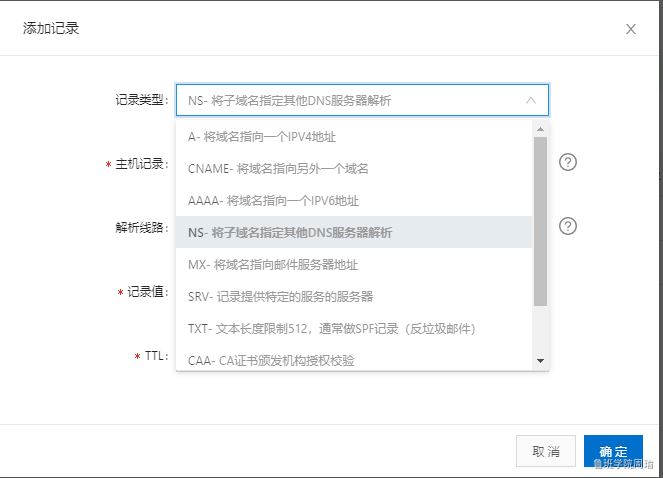 添加记录
记录类型:
NS- 将子域名指定其他DNS服务器解析
A- 将域名指向一个IPV4地址
* 主机记录:
CNAME- 将域名指向另外一个域名
AAAA- 将域名指向一个IPV6地址
解析线路:
NS- 将子域名指定其他DNS服务器解析
MX- 将域名指向邮件服务器地址
* 记录值:
SRV- 记录提供特定的服务的服务器
TXT- 文本长度限制512，通常做SPF记录（反垃圾邮件）
* TTL:
CAA- CA证书颁发机构授权校验
取消
确定
鲁班学院周瑜